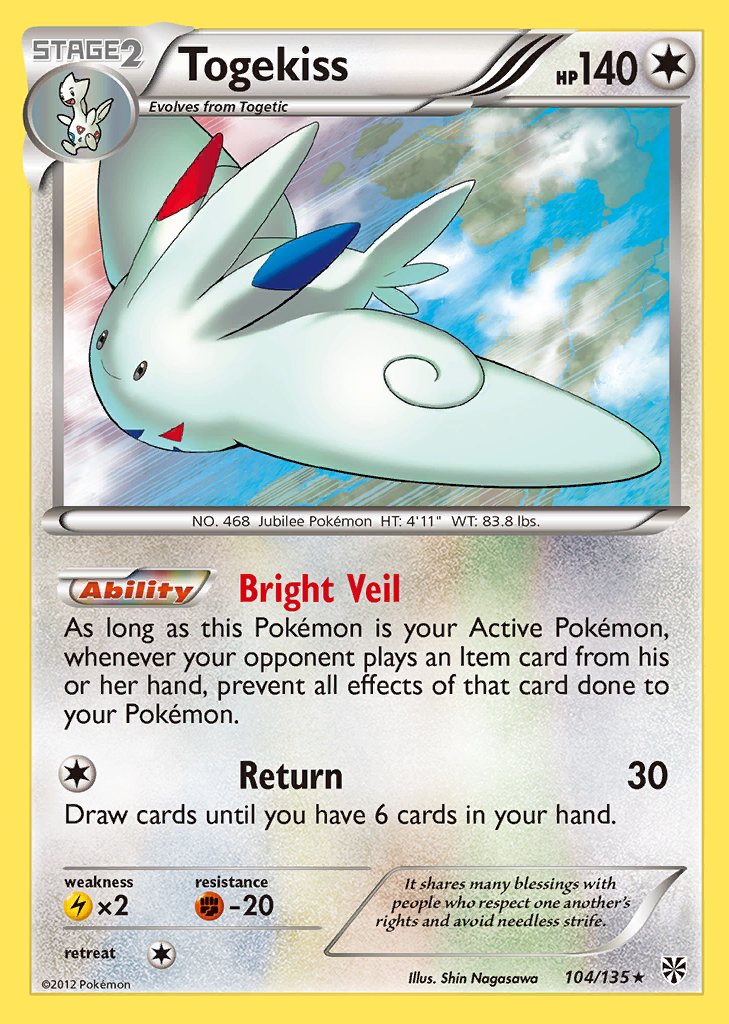 STAGE2
Togekiss
HP140
Evolves from Togetic
NO. 468 Jubilee Pokémon HT: 4'11" WT: 83.8 lbs.
Ability Bright Veil
As long as this Pokémon is your Active Pokémon,
whenever your opponent plays an Item card from his
or her hand, prevent all effects of that card done to
your Pokémon.
Return 30
Draw cards until you have 6 cards in your hand.
weakness
×2
resistance
-20
retreat
It shares many blessings with
people who respect one another's
rights and avoid needless strife.
Illus. Shin Nagasawa 104/135★
©2012 Pokémon